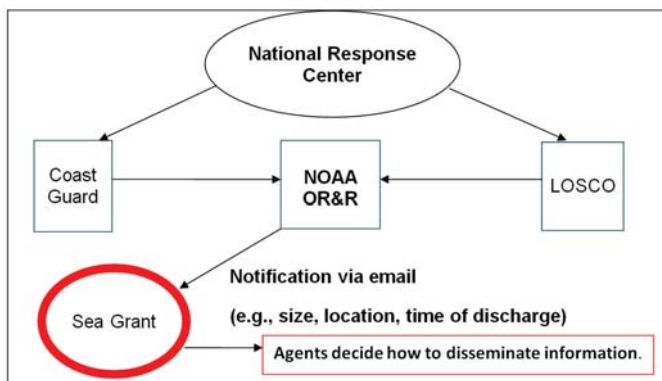 National Response
Center
Coast
Guard
NOAA
OR&R
LOSCO
Notification via email
(e.g., size, location, time of discharge)
Sea Grant
Agents decide how to disseminate information.